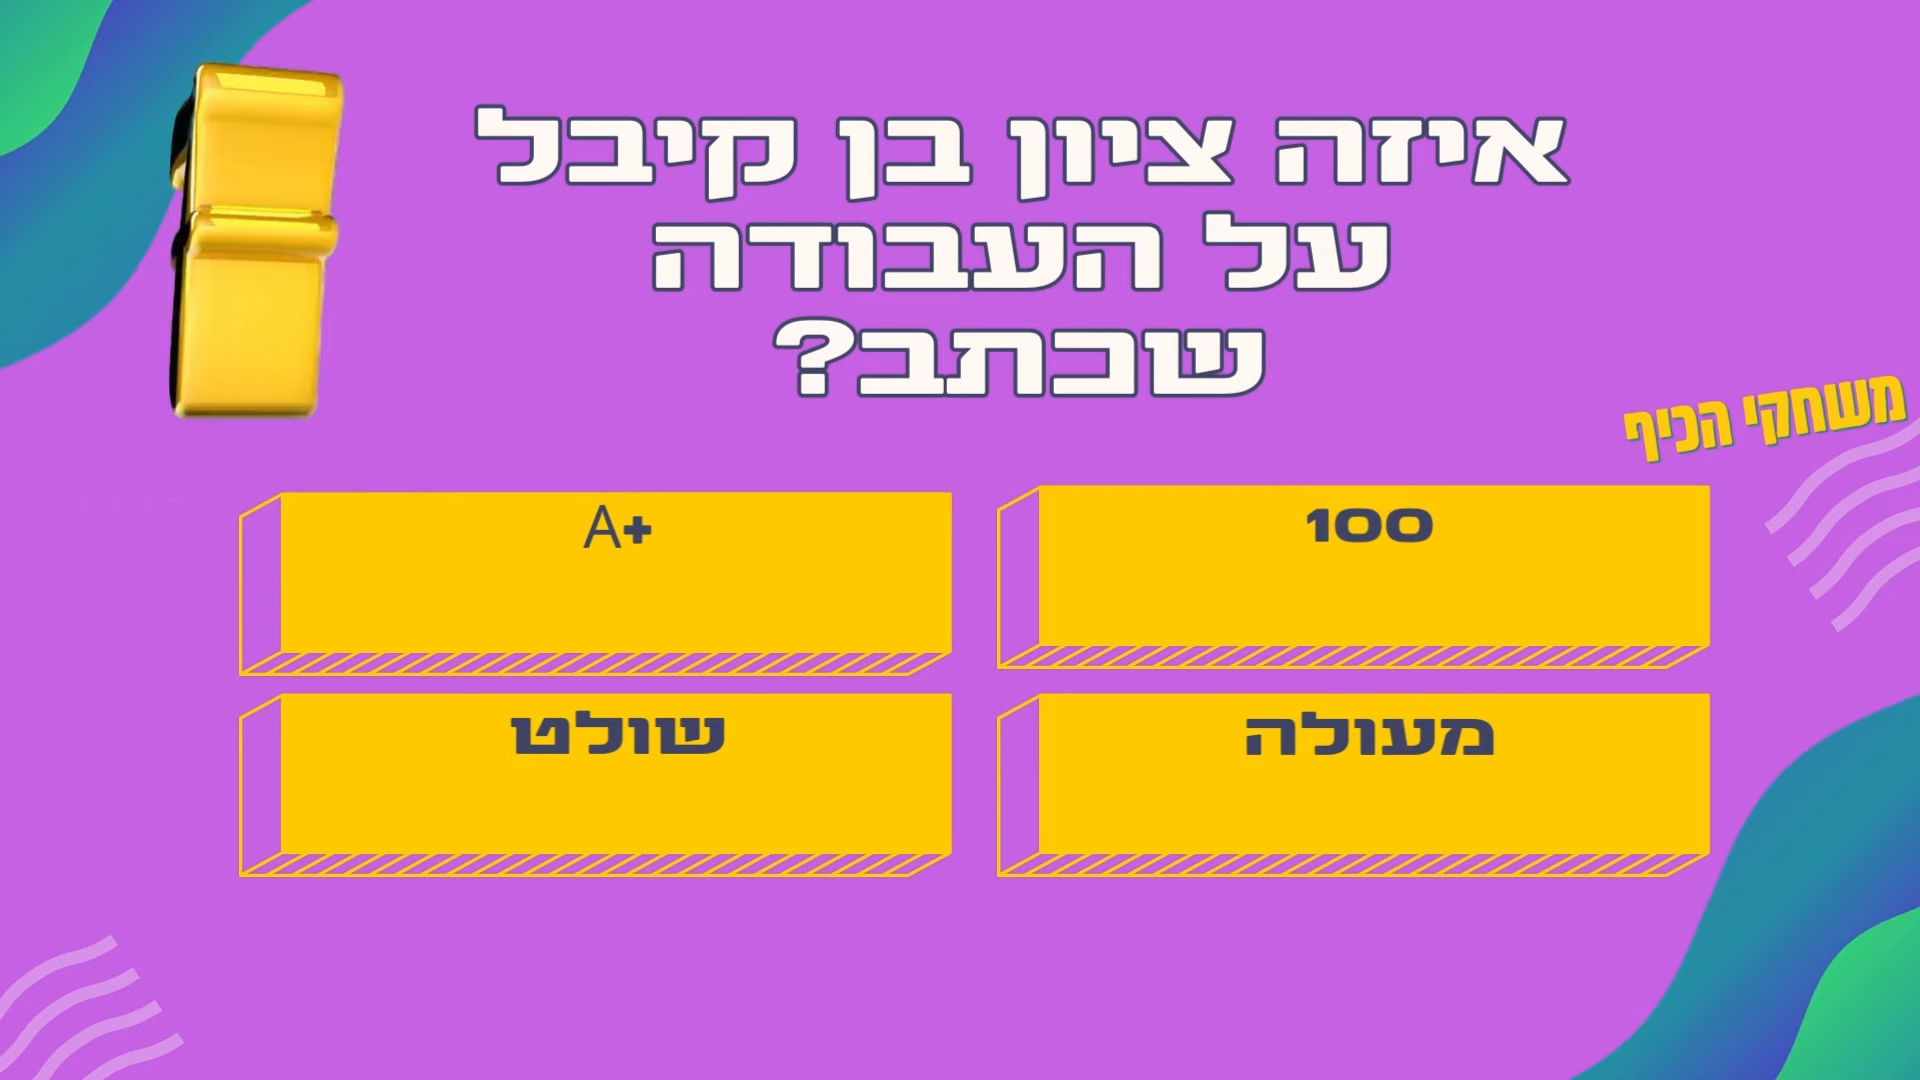 איזה ציון בן קיבל
על העבודה
שכתב?
משחקי הכיף
100
A+
מעולה
שולט